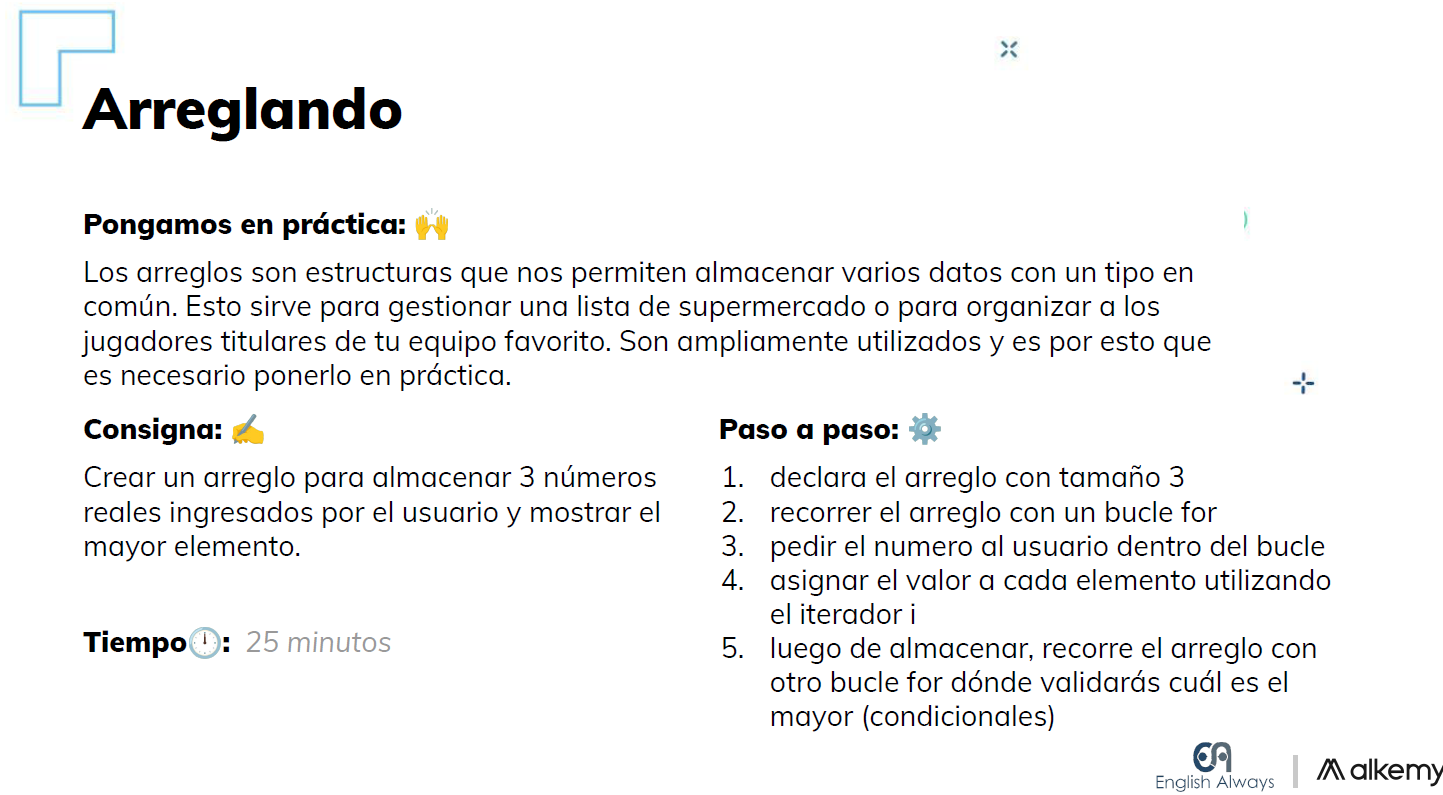 Arreglando
Pongamos en práctica: 🙌
Los arreglos son estructuras que nos permiten almacenar varios datos con un tipo en
común. Esto sirve para gestionar una lista de supermercado o para organizar a los
jugadores titulares de tu equipo favorito. Son ampliamente utilizados y es por esto que
es necesario ponerlo en práctica.
Consigna: ✍️
Crear un arreglo para almacenar 3 números
reales ingresados por el usuario y mostrar el
mayor elemento.
Tiempo🕛: 25 minutos
Paso a paso: ⚙️
1. declara el arreglo con tamaño 3
2. recorrer el arreglo con un bucle for
3. pedir el numero al usuario dentro del bucle
4. asignar el valor a cada elemento utilizando
el iterador i
5. luego de almacenar, recorre el arreglo con
otro bucle for dónde validarás cuál es el
mayor (condicionales)
EA
English Always
alkemy